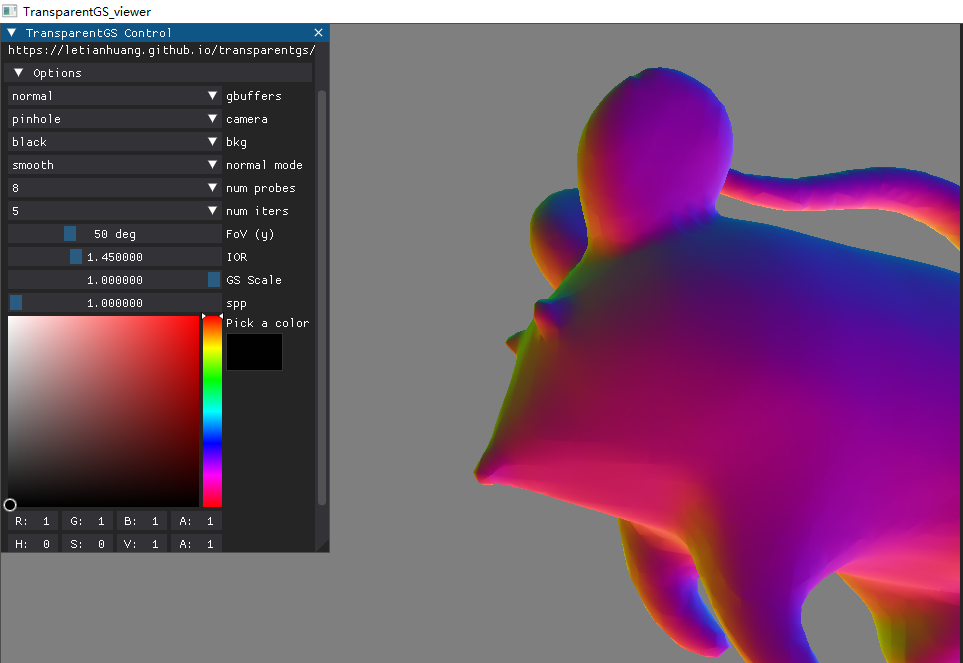 TransparentGS_viewer
TransparentGS Control
https://letianhuang.github.io/transparentgs/
Options
normal gbuffers
pinhole camera
black bkg
smooth normal mode
8 num probes
5 num iters
50 deg FoV (y)
1.450000 IOR
1.000000 GS Scale
1.000000 spp
Pick a color
R: 1 G: 1 B: 1 A: 1
H: 0 S: 0 V: 1 A: 1